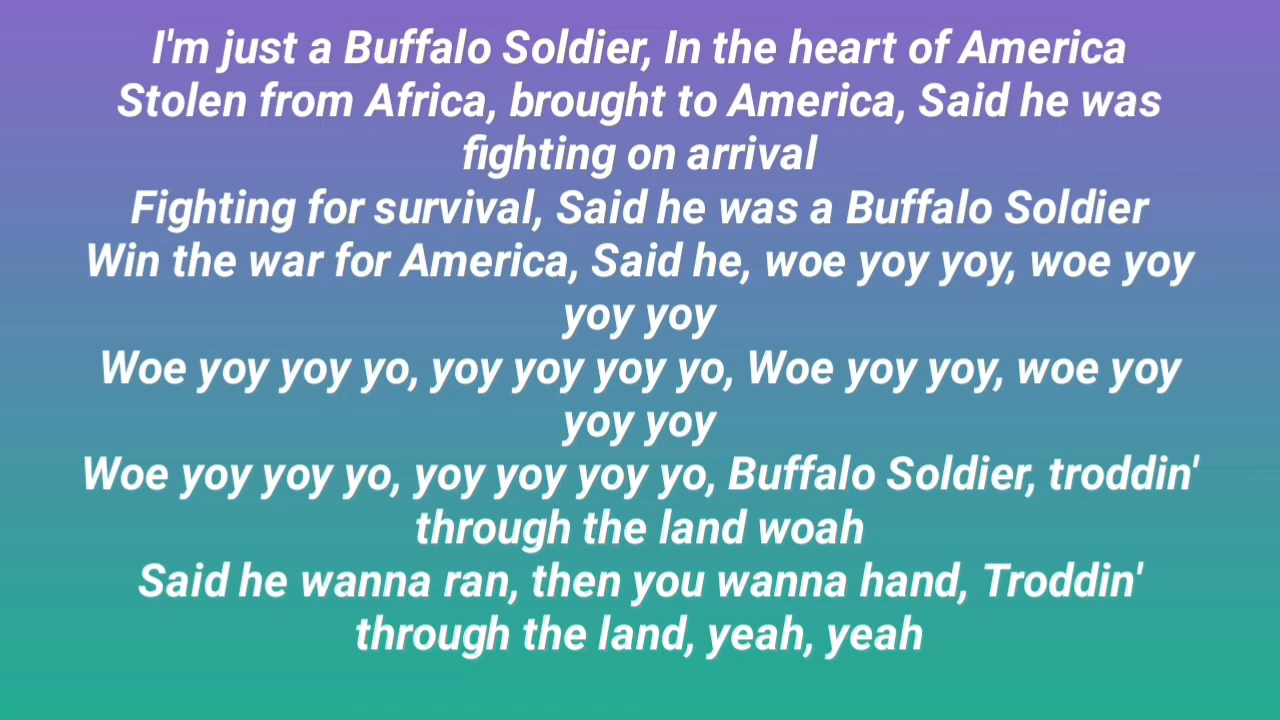 I'm just a Buffalo Soldier, In the heart of America
Stolen from Africa, brought to America, Said he was
fighting on arrival
Fighting for survival, Said he was a Buffalo Soldier
Win the war for America, Said he, woe yoy yoy, woe yoy
yoy yoy
Woe yoy yoy yo, yoy yoy yoy yo, Woe yoy yoy, woe yoy
yoy yoy
Woe yoy yoy yo, yoy yoy yoy yo, Buffalo Soldier, troddin'
through the land woah
Said he wanna ran, then you wanna hand, Troddin'
through the land, yeah, yeah